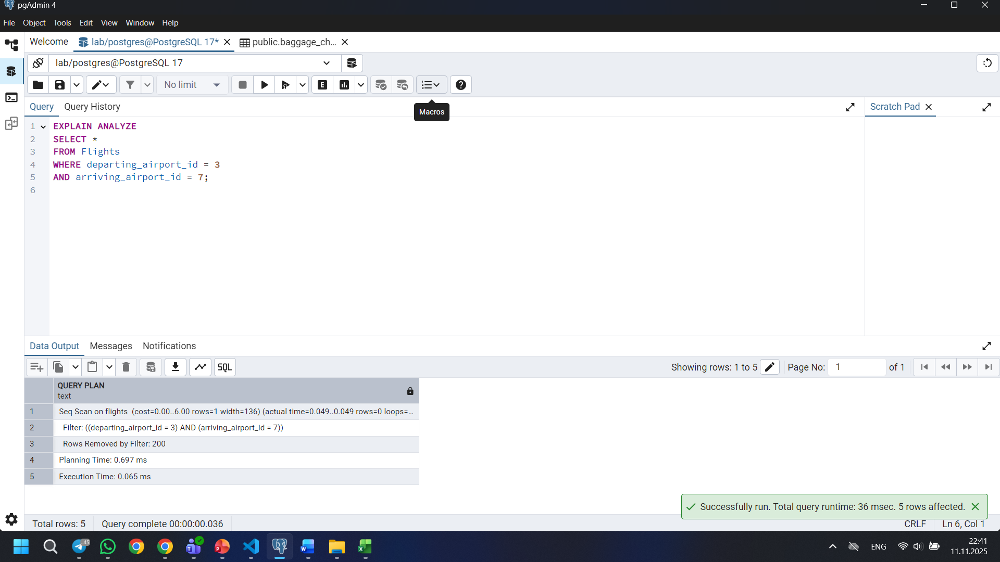 pgAdmin 4
File Object Tools Edit View Window Help
Welcome lab/postgres@PostgreSQL 17* public.baggage_ch...
lab/postgres@PostgreSQL 17
No limit E
Macros
Query Query History Scratch Pad
1 EXPLAIN ANALYZE
2 SELECT *
3 FROM Flights
4 WHERE departing_airport_id = 3
5 AND arriving_airport_id = 7;
6
Data Output Messages Notifications
SQL Showing rows: 1 to 5 Page No: 1 of 1
QUERY PLAN
text
1 Seq Scan on flights (cost=0.00..6.00 rows=1 width=136) (actual time=0.049..0.049 rows=0 loops=...
2 Filter: ((departing_airport_id = 3) AND (arriving_airport_id = 7))
3 Rows Removed by Filter: 200
4 Planning Time: 0.697 ms
5 Execution Time: 0.065 ms
Successfully run. Total query runtime: 36 msec. 5 rows affected.
Total rows: 5 Query complete 00:00:00.036 CRLF Ln 6, Col 1
.45 ENG 22:41
11.11.2025